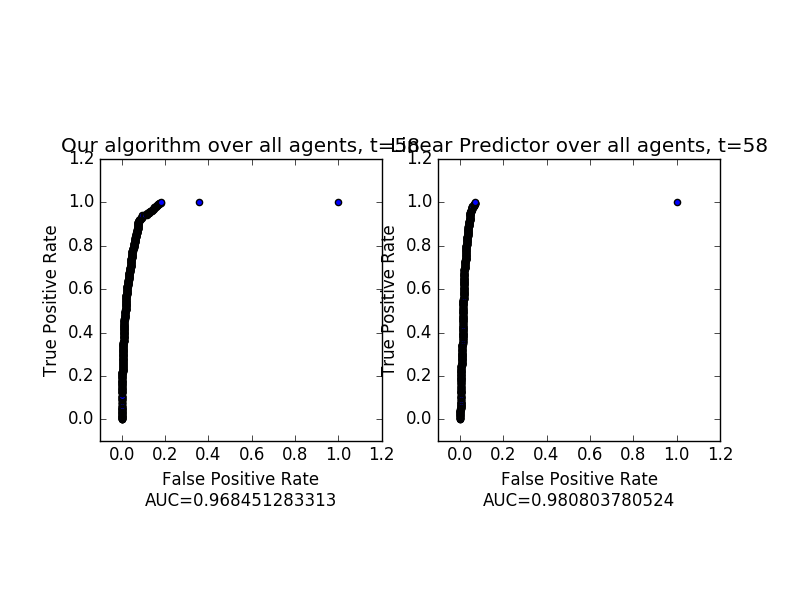 Our algorithm over all agents, t=58
1.2
1.0
0.8
0.6
0.4
0.2
0.0
True Positive Rate
0.0 0.2 0.4 0.6 0.8 1.0 1.2
False Positive Rate
AUC=0.968451283313
Linear Predictor over all agents, t=58
1.2
1.0
0.8
0.6
0.4
0.2
0.0
True Positive Rate
0.0 0.2 0.4 0.6 0.8 1.0 1.2
False Positive Rate
AUC=0.980803780524